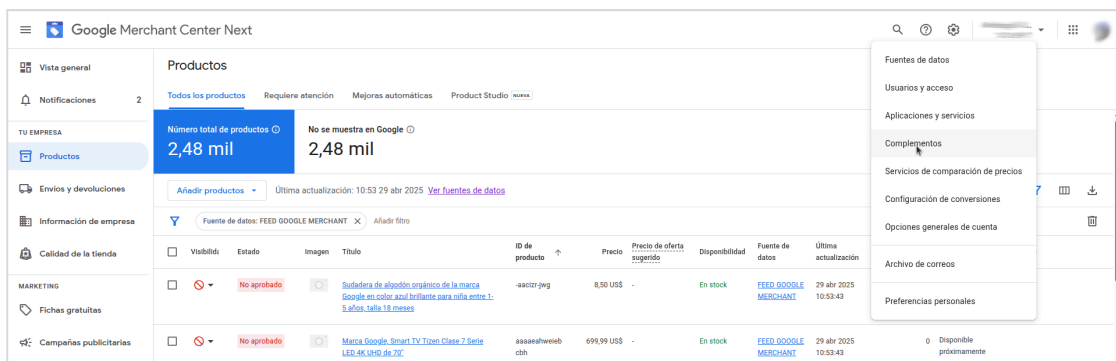 Google Merchant Center Next
Vista general
Notificaciones 2
TU EMPRESA
Productos
Envíos y devoluciones
Información de empresa
Calidad de la tienda
MARKETING
Fichas gratuitas
Campañas publicitarias
Productos
Todos los productos Requiere atención Mejoras automáticas Product Studio NUEVA
Número total de productos No se muestra en Google
2,48 mil 2,48 mil
Añadir productos Última actualización: 10:53 29 abr 2025 Ver fuentes de datos
Fuente de datos: FEED GOOGLE MERCHANT Añadir filtro
Visibilida Estado Imagen Título ID de producto Precio Precio de oferta sugerido Disponibilidad Fuente de datos Última actualización
No aprobado Sudadera de algodón orgánico de la marca -aacizr-jwg 8,50 US$ - En stock FEED GOOGLE 29 abr 2025
Google en color azul brillante para niña entre 1- MERCHANT 10:53:43
5 años, talla 18 meses
No aprobado Marca Google, Smart TV Tizen Clase 7 Serie aaaaeahweieb 699,99 US$ - En stock FEED GOOGLE 29 abr 2025 0 Disponible
LED 4K UHD de 70" cbh MERCHANT 10:53:43 próximamente
Fuentes de datos
Usuarios y acceso
Aplicaciones y servicios
Complementos
Servicios de comparación de precios
Configuración de conversiones
Opciones generales de cuenta
Archivo de correos
Preferencias personales